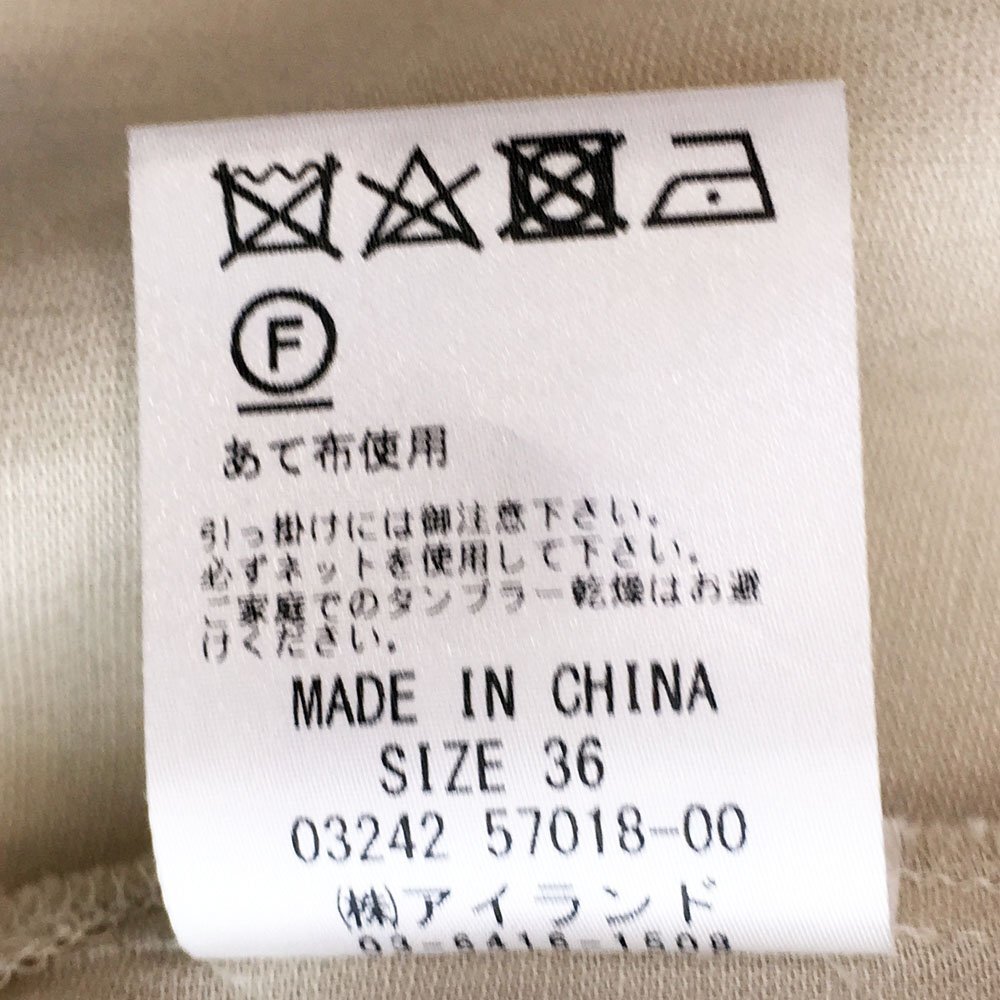 F
あて布使用
引っ掛けには御注意下さい。
必ずネットを使用して下さい。
ご家庭でのタンブラー乾燥はお避
けください。
MADE IN CHINA
SIZE 36
03242 57018-00
(株)アイランド